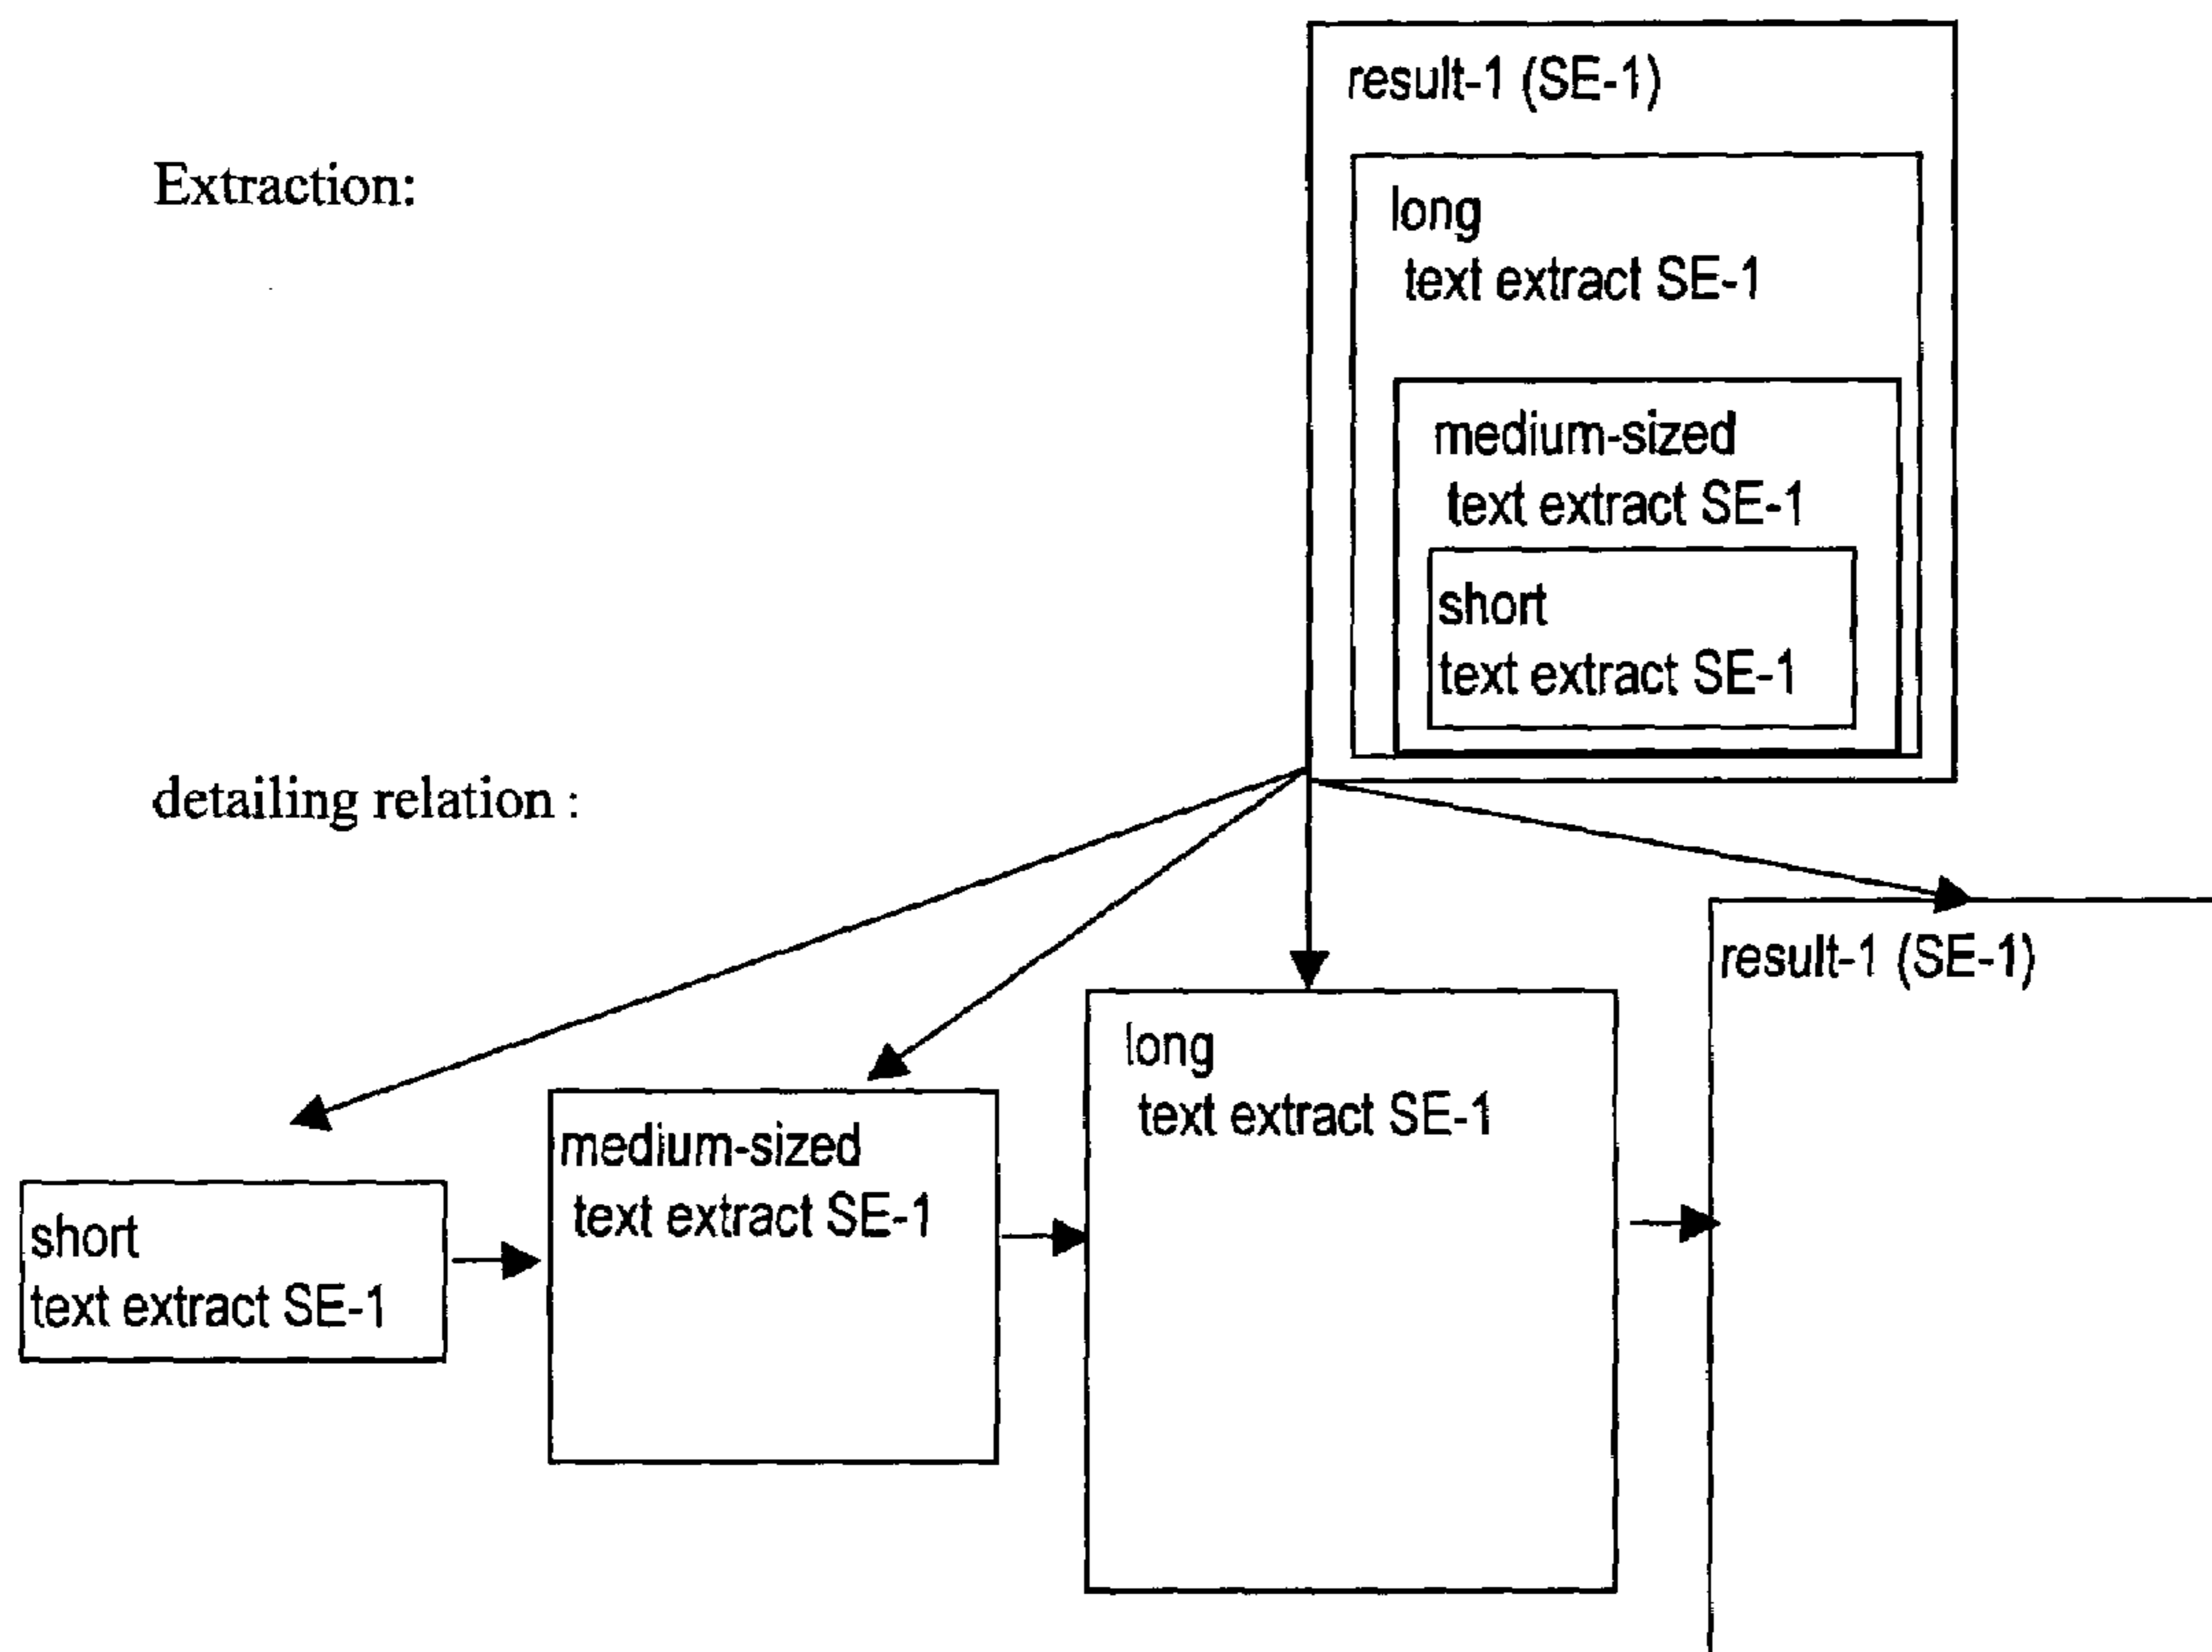 result-1 (SE-1)
Extraction:
long
text extract SE-1
medium-sized
text extract SE-1
short
text extract SE-1
detailing relation :
result-1 (SE-1)
long
text extract SE-1
medium-sized
text extract SE-1
short
text extract SE-1